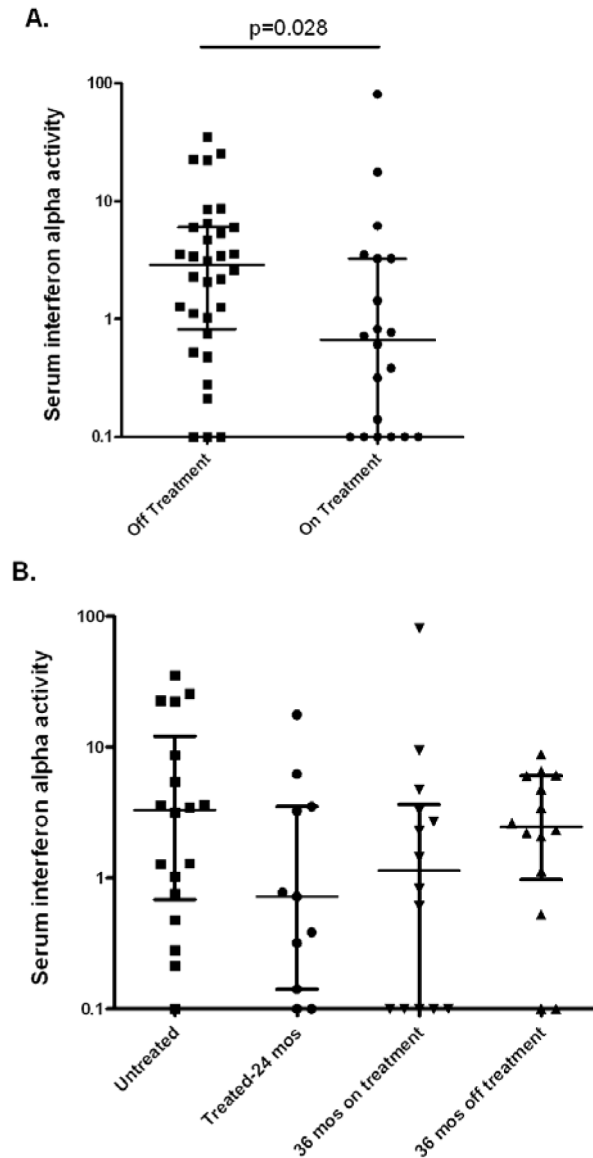 A.
p=0.028
Serum interferon alpha activity
100
10
1
0.1
Off Treatment
On Treatment
B.
Serum interferon alpha activity
100
10
1
0.1
Untreated
Treated-24 mos
36 mos on treatment
36 mos off treatment